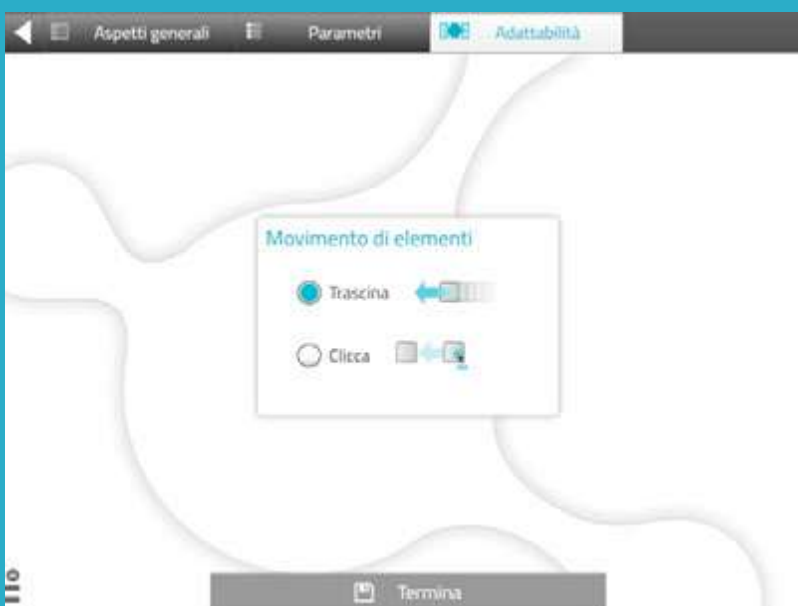 Aspetti generali Parametri Adattabilità
Movimento di elementi
Trascina
Clicca
Termina